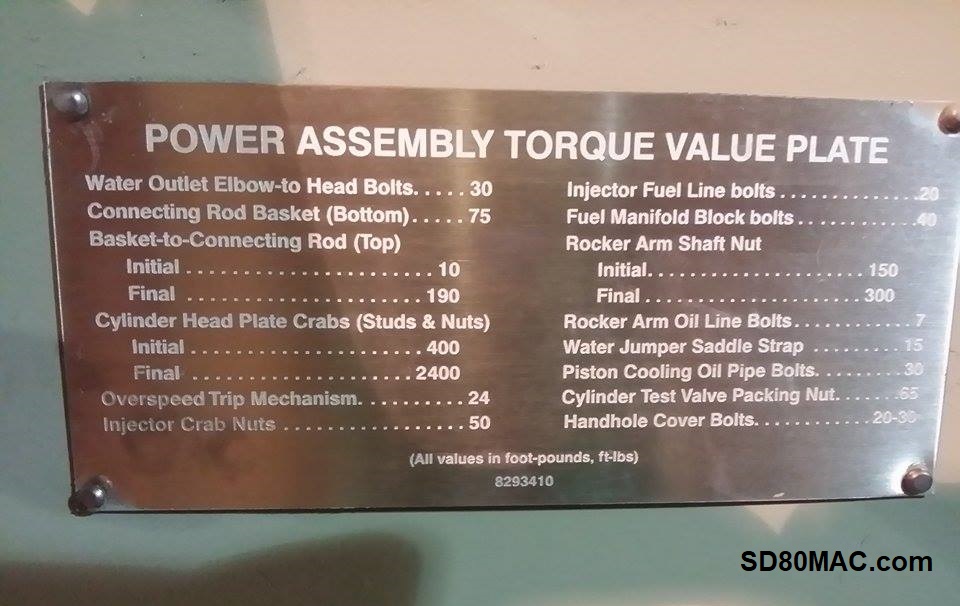 POWER ASSEMBLY TORQUE VALUE PLATE
Water Outlet Elbow-to Head Bolts.....30
Connecting Rod Basket (Bottom).....75
Basket-to-Connecting Rod (Top)
Initial........................10
Final.......................190
Cylinder Head Plate Crabs (Studs & Nuts)
Initial.......................400
Final......................2400
Overspeed Trip Mechanism..........24
Injector Crab Nuts..................50
Injector Fuel Line bolts.............20
Fuel Manifold Block bolts...........40
Rocker Arm Shaft Nut
Initial.....................150
Final.....................300
Rocker Arm Oil Line Bolts............7
Water Jumper Saddle Strap.........15
Piston Cooling Oil Pipe Bolts.........30
Cylinder Test Valve Packing Nut.......65
Handhole Cover Bolts...........20-30
(All values in foot-pounds, ft-lbs)
8293410
SD80MAC.com